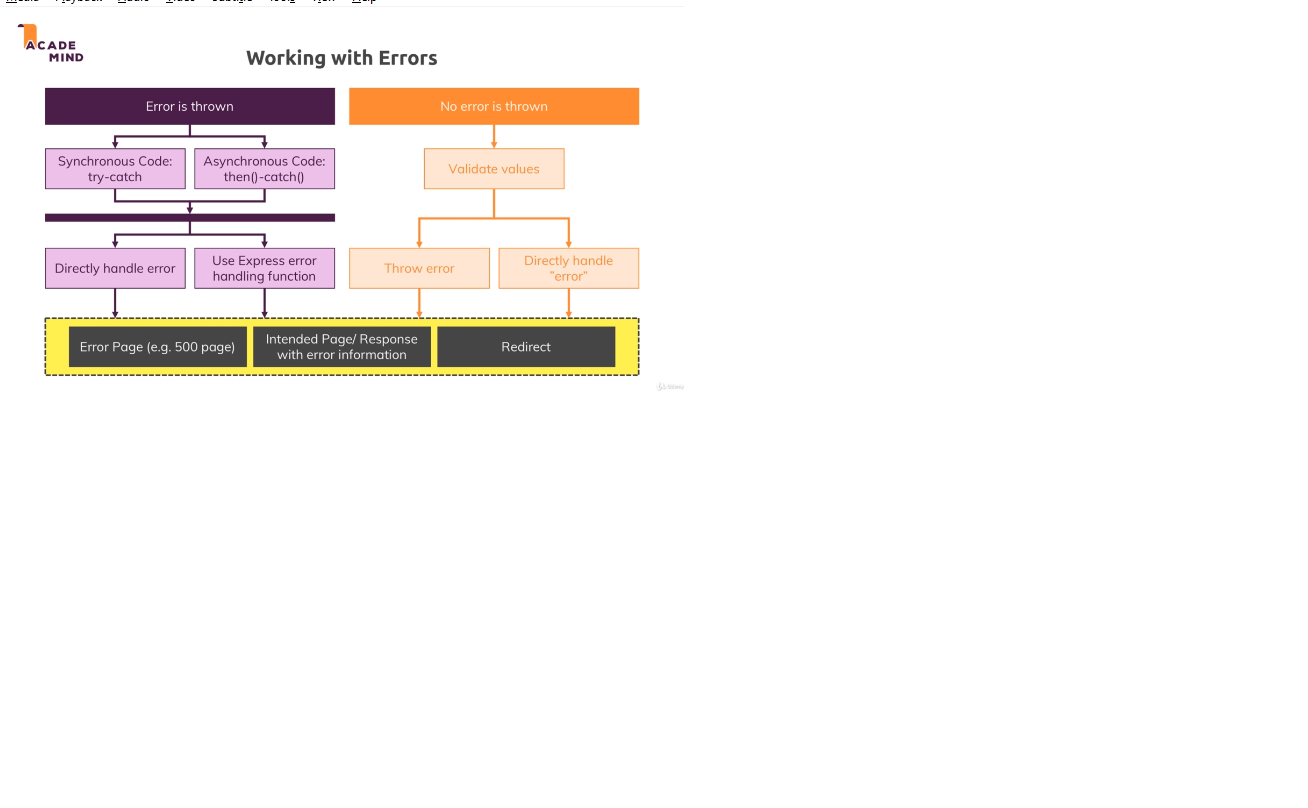 ACADE
MIND
Working with Errors
Error is thrown
No error is thrown
Synchronous Code:
try-catch
Asynchronous Code:
then()-catch()
Validate values
Directly handle error
Use Express error
handling function
Throw error
Directly handle
"error"
Error Page (e.g. 500 page)
Intended Page/ Response
with error information
Redirect